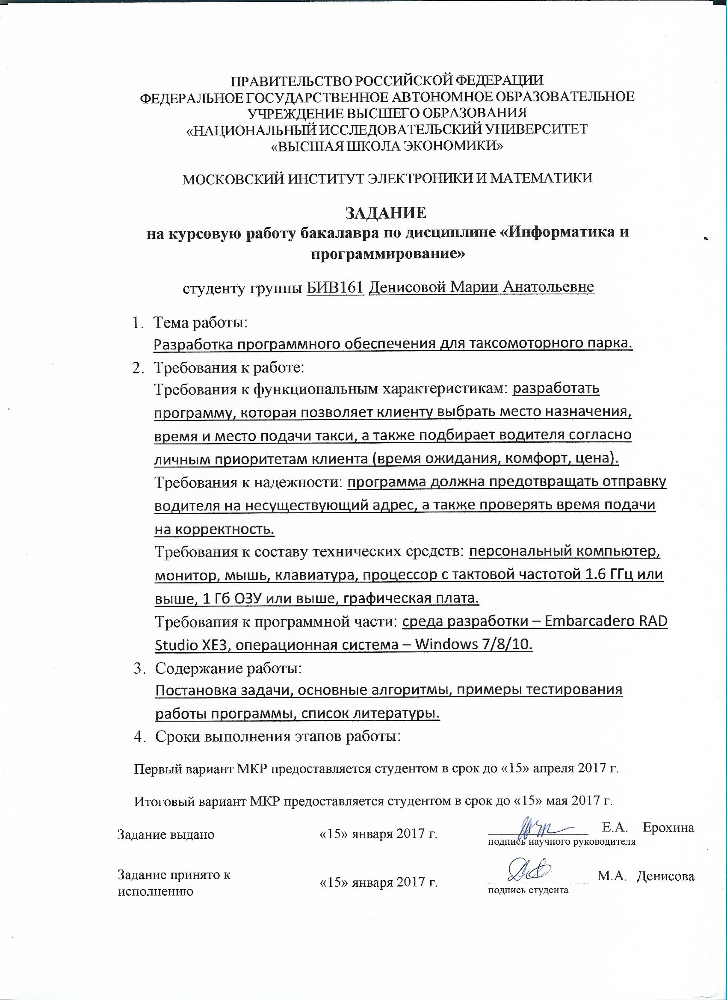 ПРАВИТЕЛЬСТВО РОССИЙСКОЙ ФЕДЕРАЦИИ
ФЕДЕРАЛЬНОЕ ГОСУДАРСТВЕННОЕ АВТОНОМНОЕ ОБРАЗОВАТЕЛЬНОЕ
УЧРЕЖДЕНИЕ ВЫСШЕГО ОБРАЗОВАНИЯ
«НАЦИОНАЛЬНЫЙ ИССЛЕДОВАТЕЛЬСКИЙ УНИВЕРСИТЕТ
«ВЫСШАЯ ШКОЛА ЭКОНОМИКИ»
МОСКОВСКИЙ ИНСТИТУТ ЭЛЕКТРОНИКИ И МАТЕМАТИКИ
ЗАДАНИЕ
на курсовую работу бакалавра по дисциплине «Информатика и
программирование»
студенту группы БИВ161 Денисовой Марии Анатольевне
1. Тема работы:
Разработка программного обеспечения для таксомоторного парка.
2. Требования к работе:
Требования к функциональным характеристикам: разработать
программу, которая позволяет клиенту выбрать место назначения,
время и место подачи такси, а также подбирает водителя согласно
личным приоритетам клиента (время ожидания, комфорт, цена).
Требования к надежности: программа должна предотвращать отправку
водителя на несуществующий адрес, а также проверять время подачи
на корректность.
Требования к составу технических средств: персональный компьютер,
монитор, мышь, клавиатура, процессор с тактовой частотой 1.6 ГГц или
выше, 1 Гб ОЗУ или выше, графическая плата.
Требования к программной части: среда разработки – Embarcadero RAD
Studio XE3, операционная система – Windows 7/8/10.
3. Содержание работы:
Постановка задачи, основные алгоритмы, примеры тестирования
работы программы, список литературы.
4. Сроки выполнения этапов работы:
Первый вариант МКР предоставляется студентом в срок до «15» апреля 2017 г.
Итоговый вариант МКР предоставляется студентом в срок до «15» мая 2017 г.
Задание выдано «15» января 2017 г. Е.А. Ерохина
подпись научного руководителя
Задание принято к
исполнению «15» января 2017 г. М.А. Денисова
подпись студента